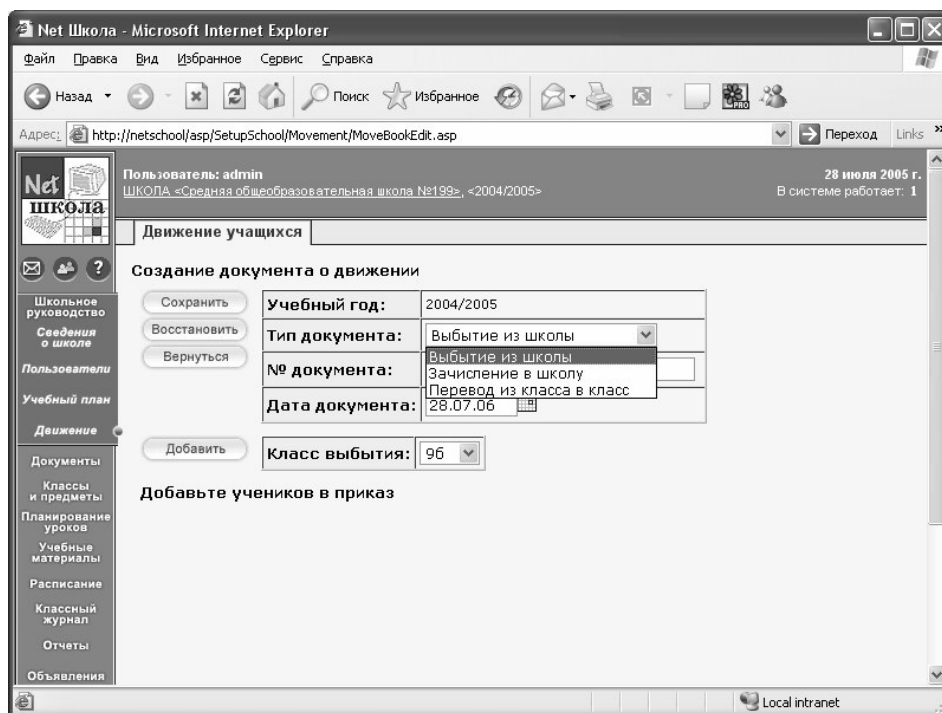 Net Школа - Microsoft Internet Explorer
Файл Правка Вид Избранное Сервис Справка
Назад Поиск Избранное PRO
Адрес: http://netschool/asp/SetupSchool/Movement/MoveBookEdit.asp Переход Links »
Net школа
Пользователь: admin 28 июля 2005 г.
ШКОЛА «Средняя общеобразовательная школа №199», <2004/2005> В системе работает: 1
Движение учащихся
Создание документа о движении
Сохранить Учебный год: 2004/2005
Восстановить Тип документа: Выбытие из школы
Вернуться Выбытие из школы
№ документа: Зачисление в школу
Перевод из класса в класс
Дата документа: 28.07.06
Добавить Класс выбытия: 9б
Добавьте учеников в приказ
Школьное
руководство
Сведения
о школе
Пользователи
Учебный план
Движение
Документы
Классы
и предметы
Планирование
уроков
Учебные
материалы
Расписание
Классный
журнал
Отчеты
Объявления
Local intranet